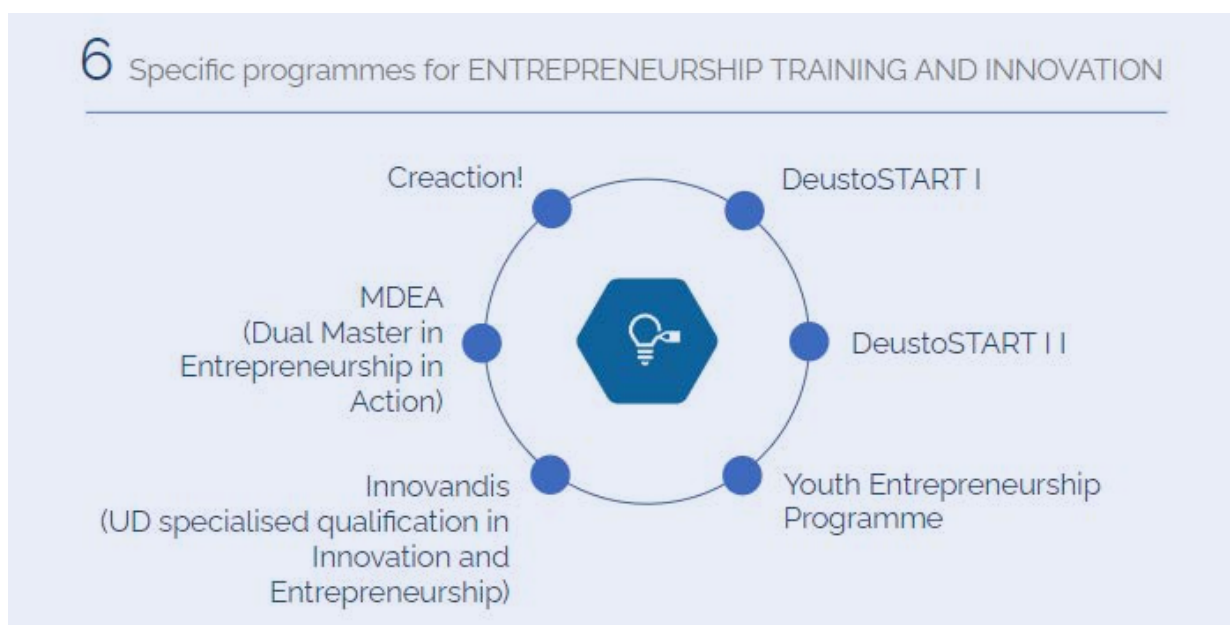 6 Specific programmes for ENTREPRENEURSHIP TRAINING AND INNOVATION
Creaction!
DeustoSTART I
MDEA
(Dual Master in
Entrepreneurship in
Action)
DeustoSTART I I
Innovandis
(UD specialised qualification in
Innovation and
Entrepreneurship)
Youth Entrepreneurship
Programme